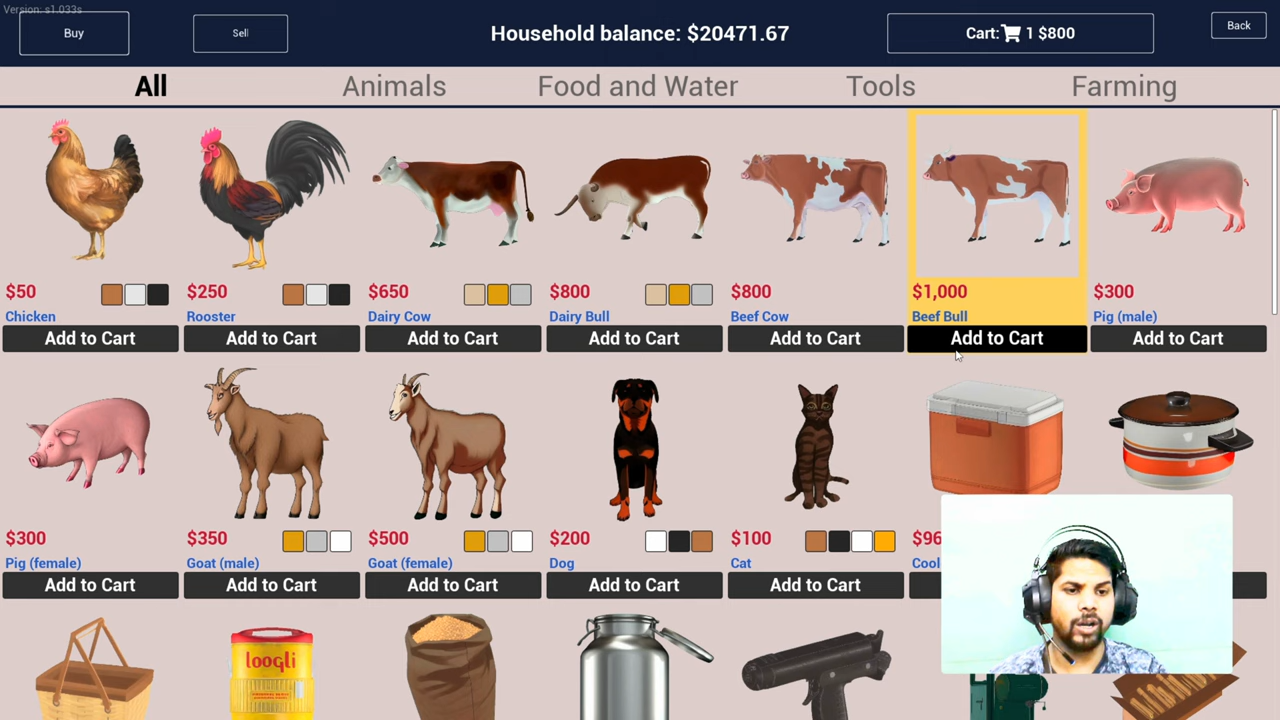 Version: s1.033s
Buy
Sell
Household balance: $20471.67
Cart: 1 $800
Back
All
Animals
Food and Water
Tools
Farming
$50
$250
$650
$800
$800
$1,000
$300
Chicken
Rooster
Dairy Cow
Dairy Bull
Beef Cow
Beef Bull
Pig (male)
Add to Cart
Add to Cart
Add to Cart
Add to Cart
Add to Cart
Add to Cart
Add to Cart
$300
$350
$500
$200
$100
$96
Pig (female)
Goat (male)
Goat (female)
Dog
Cat
Cool
Add to Cart
Add to Cart
Add to Cart
Add to Cart
Add to Cart
looqli